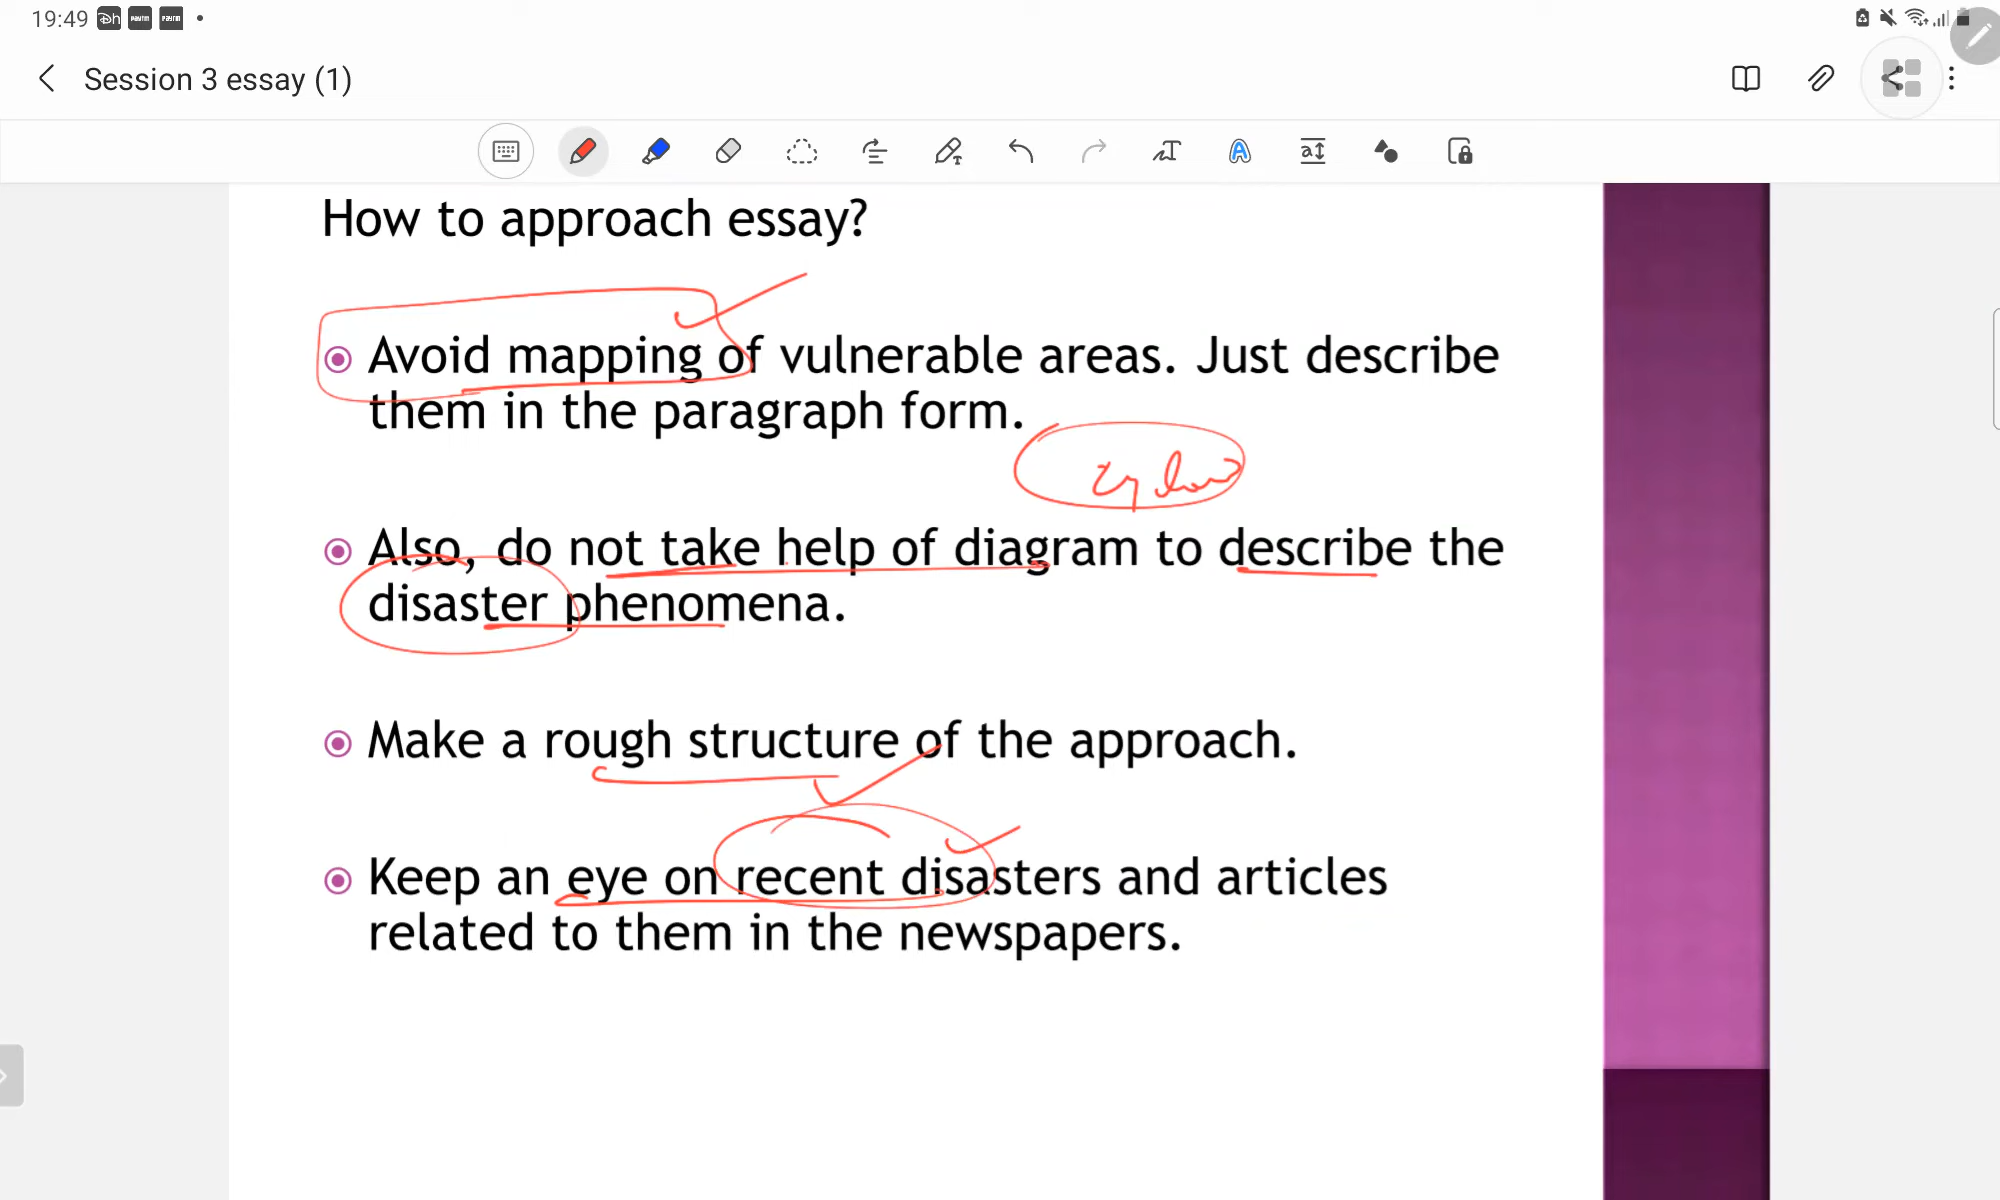 19:49
Session 3 essay (1)
How to approach essay?
Avoid mapping of vulnerable areas. Just describe
them in the paragraph form.
Also, do not take help of diagram to describe the
disaster phenomena.
Make a rough structure of the approach.
Keep an eye on recent disasters and articles
related to them in the newspapers.